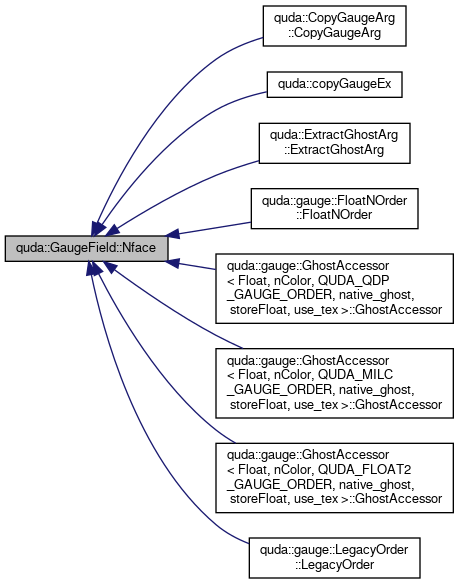 quda::CopyGaugeArg
::CopyGaugeArg
quda::copyGaugeEx
quda::ExtractGhostArg
::ExtractGhostArg
quda::gauge::FloatNOrder
::FloatNOrder
quda::GaugeField::Nface
quda::gauge::GhostAccessor
< Float, nColor, QUDA_QDP
_GAUGE_ORDER, native_ghost,
storeFloat, use_tex >::GhostAccessor
quda::gauge::GhostAccessor
< Float, nColor, QUDA_MILC
_GAUGE_ORDER, native_ghost,
storeFloat, use_tex >::GhostAccessor
quda::gauge::GhostAccessor
< Float, nColor, QUDA_FLOAT2
_GAUGE_ORDER, native_ghost,
storeFloat, use_tex >::GhostAccessor
quda::gauge::LegacyOrder
::LegacyOrder